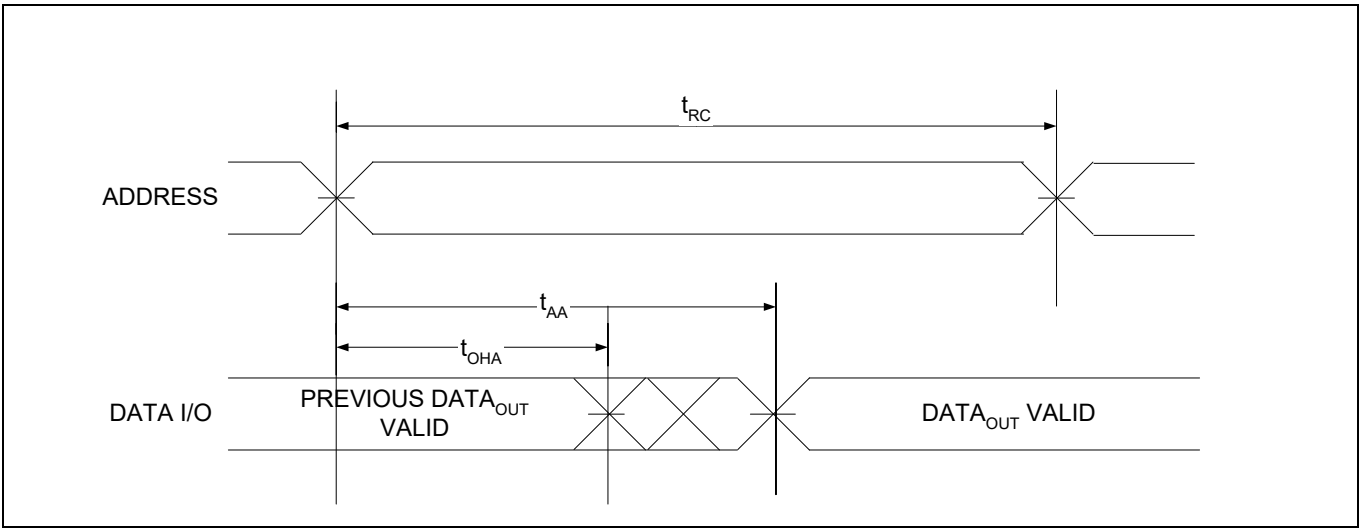 tRC
ADDRESS
tAA
tOHA
DATA I/O
PREVIOUS DATAOUT
VALID
DATAOUT VALID